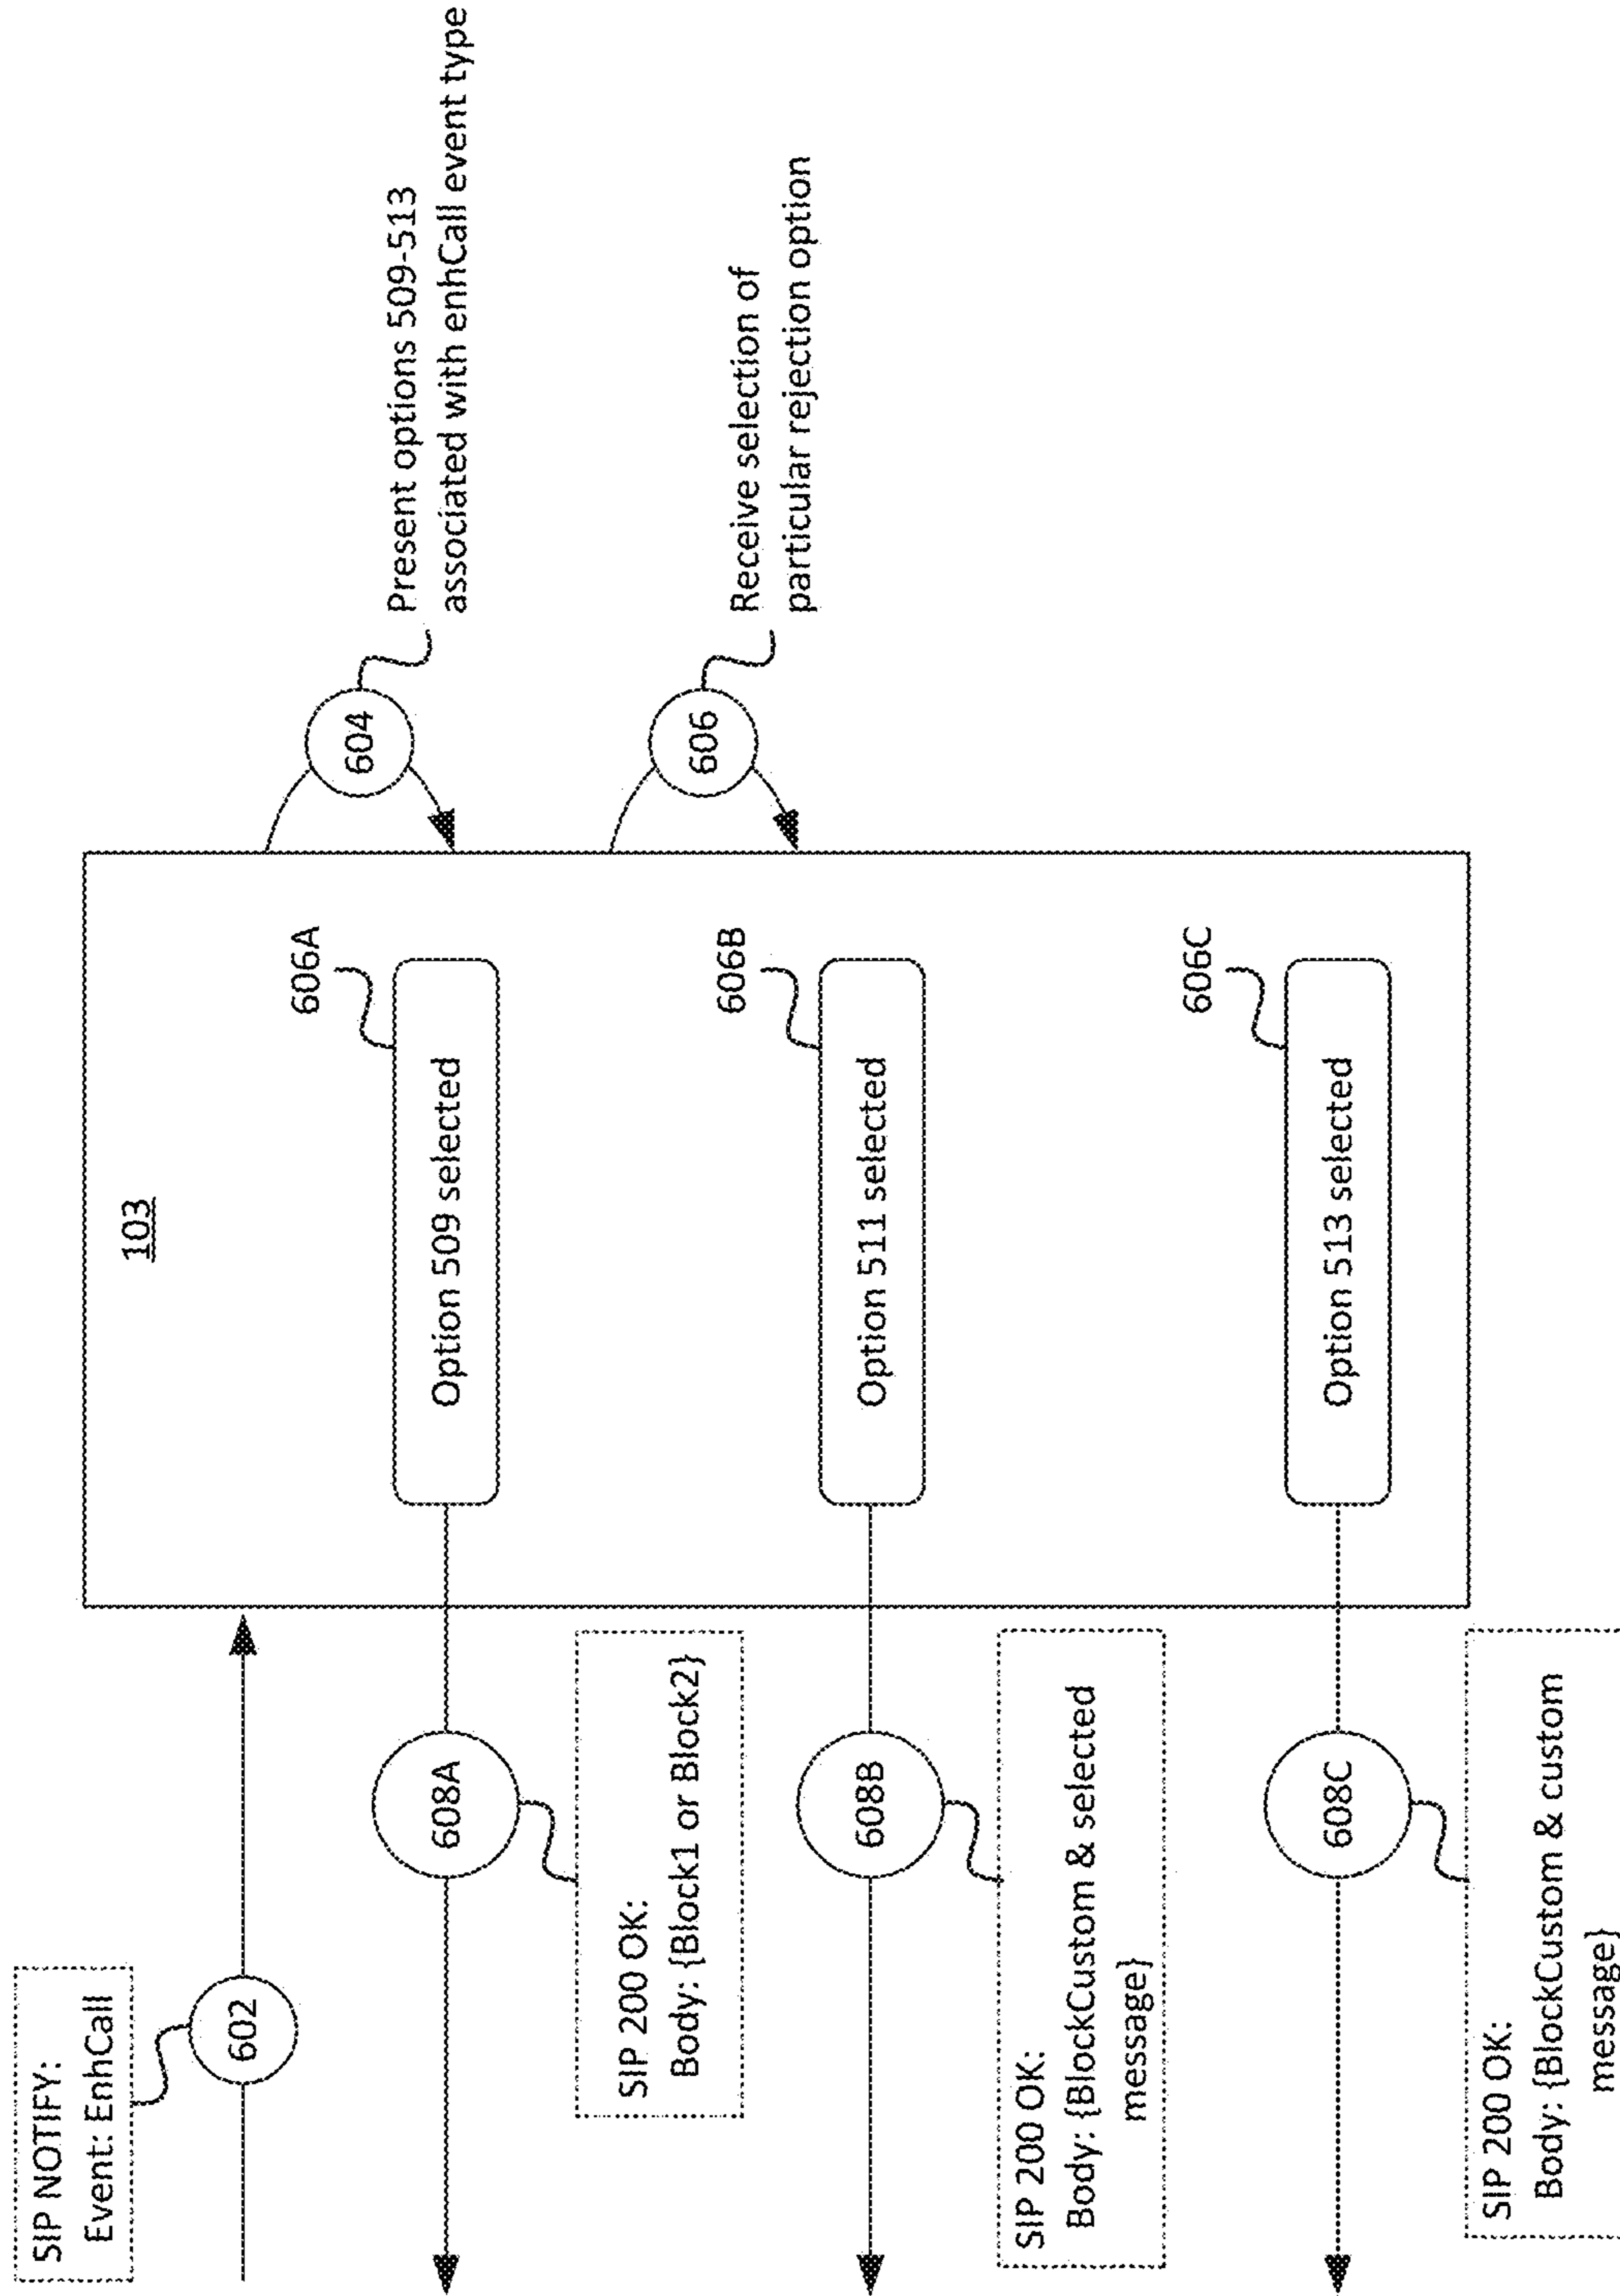 SIP NOTIFY:
Event: EnhCall
602
103
604
Present options 509-513
associated with enhCall event type
606A
Option 509 selected
608A
SIP 200 OK:
Body: {Block1 or Block2}
606
Receive selection of
particular rejection option
606B
Option 511 selected
608B
SIP 200 OK:
Body: {BlockCustom & selected
message}
606C
Option 513 selected
608C
SIP 200 OK:
Body: {BlockCustom & custom
message}